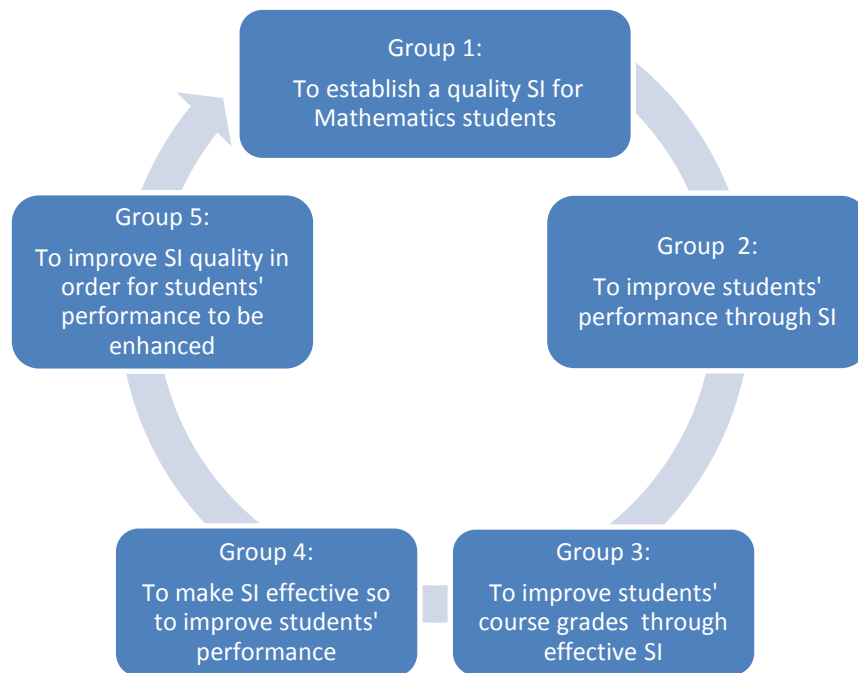 Group 1:
To establish a quality SI for
Mathematics students
Group 2:
To improve students'
performance through SI
Group 3:
To improve students'
course grades through
effective SI
Group 4:
To make SI effective so
to improve students'
performance
Group 5:
To improve SI quality in
order for students'
performance to be
enhanced